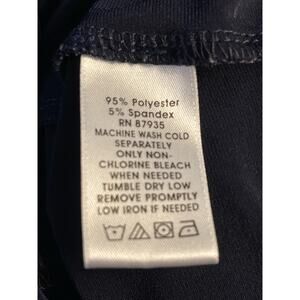 95% Polyester
5% Spandex
RN 87935
MACHINE WASH COLD
SEPARATELY
ONLY NON-
CHLORINE BLEACH
WHEN NEEDED
TUMBLE DRY LOW
REMOVE PROMPTLY
LOW IRON IF NEEDED